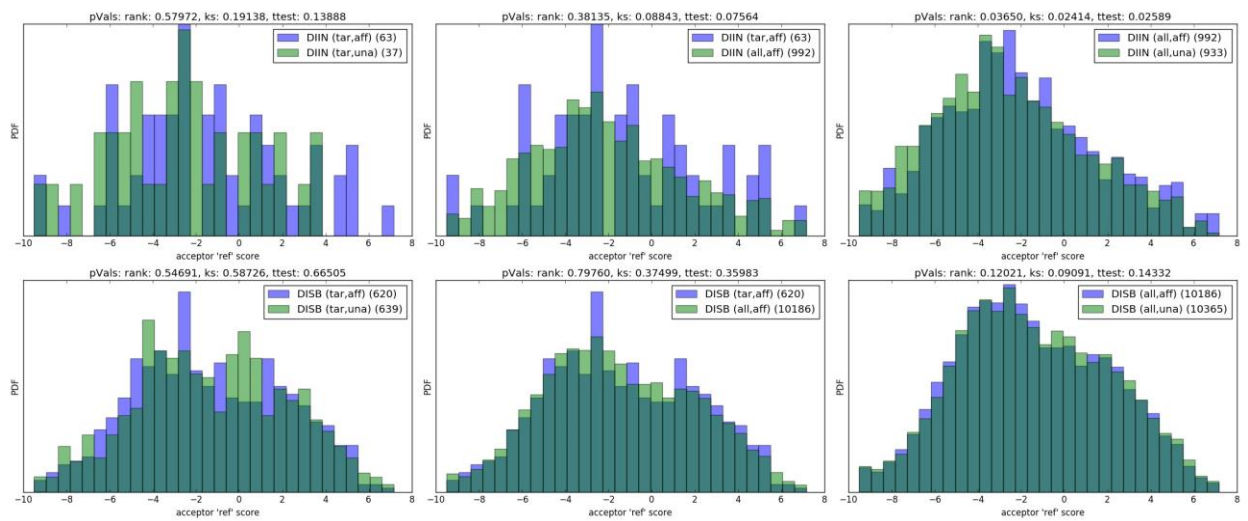 pVals: rank: 0.57972, ks: 0.19138, ttest: 0.13888
DIIN (tar,aff) (63)
DIIN (tar,una) (37)
PDF
−10 −8 −6 −4 −2 0 2 4 6 8
acceptor 'ref' score
pVals: rank: 0.38135, ks: 0.08843, ttest: 0.07564
DIIN (tar,aff) (63)
DIIN (all,aff) (992)
PDF
−10 −8 −6 −4 −2 0 2 4 6 8
acceptor 'ref' score
pVals: rank: 0.03650, ks: 0.02414, ttest: 0.02589
DIIN (all,aff) (992)
DIIN (all,una) (933)
PDF
−10 −8 −6 −4 −2 0 2 4 6 8
acceptor 'ref' score
pVals: rank: 0.54691, ks: 0.58726, ttest: 0.66505
DISB (tar,aff) (620)
DISB (tar,una) (639)
PDF
−10 −8 −6 −4 −2 0 2 4 6 8
acceptor 'ref' score
pVals: rank: 0.79760, ks: 0.37499, ttest: 0.35983
DISB (tar,aff) (620)
DISB (all,aff) (10186)
PDF
−10 −8 −6 −4 −2 0 2 4 6 8
acceptor 'ref' score
pVals: rank: 0.12021, ks: 0.09091, ttest: 0.14332
DISB (all,aff) (10186)
DISB (all,una) (10365)
PDF
−10 −8 −6 −4 −2 0 2 4 6 8
acceptor 'ref' score